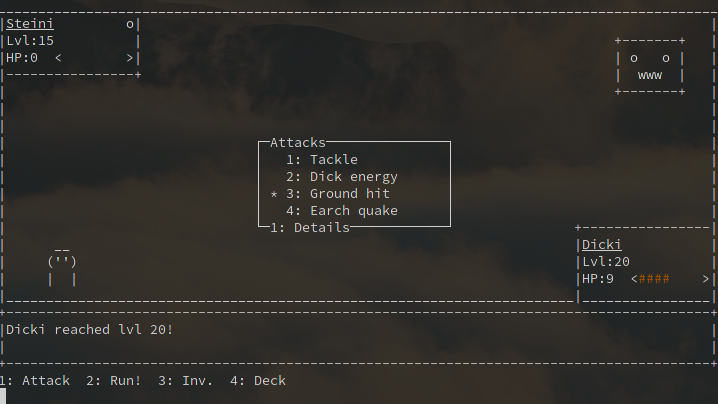 Steini o
Lvl:15
HP:0 < >
o o
www
Attacks
1: Tackle
2: Dick energy
* 3: Ground hit
4: Earch quake
1: Details
__
('')
| |
Dicki
Lvl:20
HP:9 <#### >
Dicki reached lvl 20!
1: Attack 2: Run! 3: Inv. 4: Deck